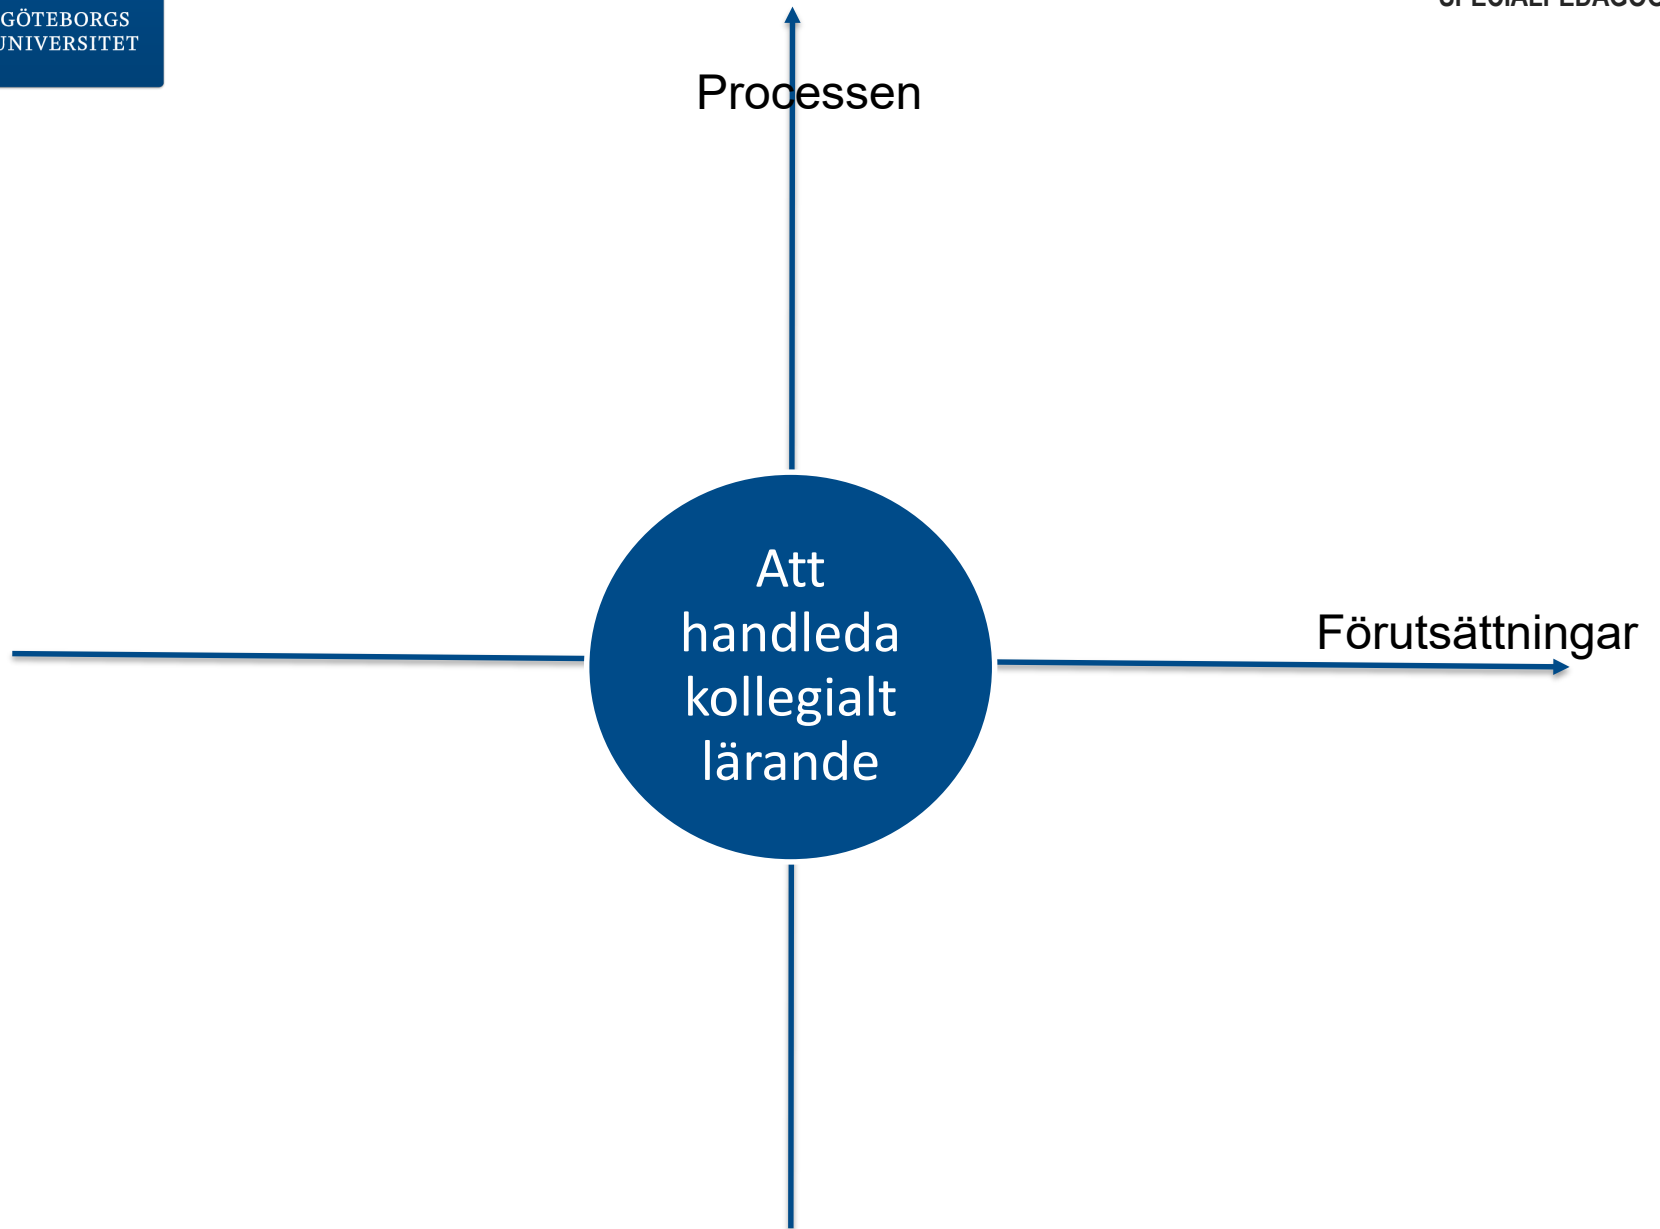 GÖTEBORGS
UNIVERSITET
Processen
Att
handleda
kollegialt
lärande
Förutsättningar